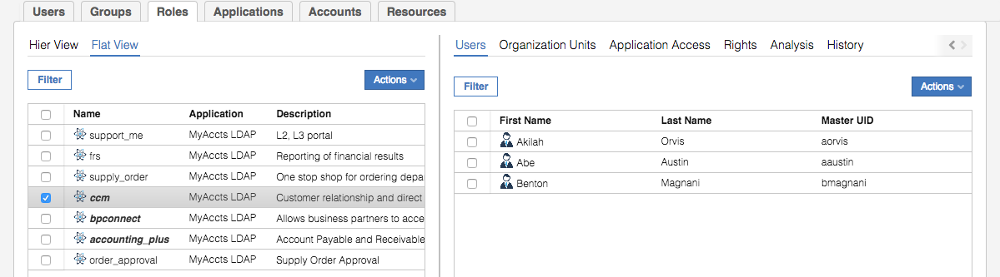 Users Groups Roles Applications Accounts Resources
Hier View Flat View
Filter Actions
Name Application Description
support_me MyAccts LDAP L2, L3 portal
frs MyAccts LDAP Reporting of financial results
supply_order MyAccts LDAP One stop shop for ordering depa
ccm MyAccts LDAP Customer relationship and direct
bpconnect MyAccts LDAP Allows business partners to acce
accounting_plus MyAccts LDAP Account Payable and Receivable
order_approval MyAccts LDAP Supply Order Approval
Users Organization Units Application Access Rights Analysis History
Filter Actions
First Name Last Name Master UID
Akilah Orvis aorvis
Abe Austin aaustin
Benton Magnani bmagnani